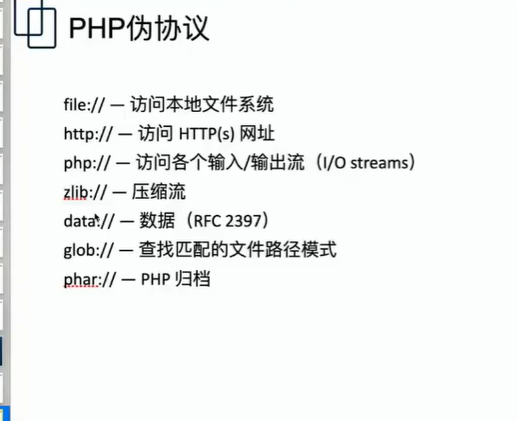 PHP伪协议
file:// — 访问本地文件系统
http:// — 访问 HTTP(s) 网址
php:// — 访问各个输入/输出流（I/O streams）
zlib:// — 压缩流
data:// — 数据（RFC 2397）
glob:// — 查找匹配的文件路径模式
phar:// — PHP 归档